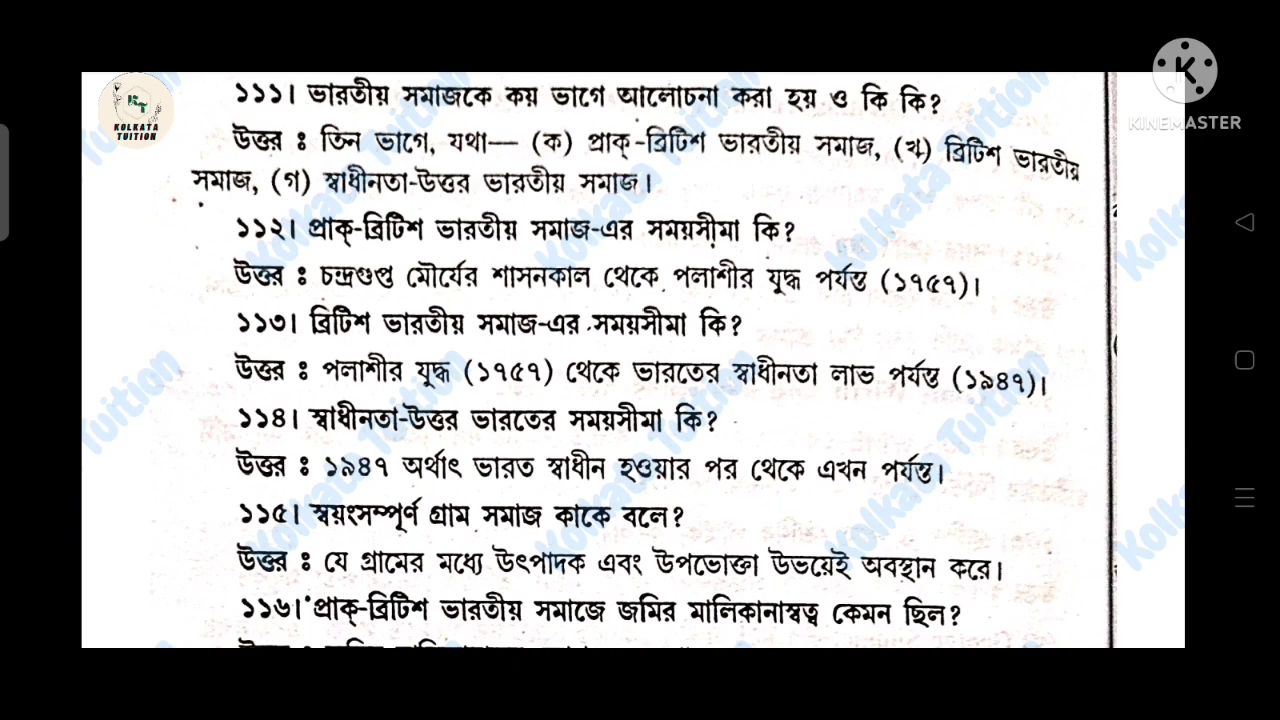 KOLKATA
TUITION
KINEMASTER
১১১। ভারতীয় সমাজকে কয় ভাগে আলোচনা করা হয় ও কি কি?
উত্তর ঃ তিন ভাগে, যথা— (ক) প্রাক্-ব্রিটিশ ভারতীয় সমাজ, (খ) ব্রিটিশ ভারতীয়
সমাজ, (গ) স্বাধীনতা-উত্তর ভারতীয় সমাজ।
১১২। প্রাক্-ব্রিটিশ ভারতীয় সমাজ-এর সময়সীমা কি?
উত্তর ঃ চন্দ্রগুপ্ত মৌর্যের শাসনকাল থেকে পলাশীর যুদ্ধ পর্যন্ত (১৭৫৭)।
১১৩। ব্রিটিশ ভারতীয় সমাজ-এর সময়সীমা কি?
উত্তর ঃ পলাশীর যুদ্ধ (১৭৫৭) থেকে ভারতের স্বাধীনতা লাভ পর্যন্ত (১৯৪৭)।
১১৪। স্বাধীনতা-উত্তর ভারতের সময়সীমা কি?
উত্তর ঃ ১৯৪৭ অর্থাৎ ভারত স্বাধীন হওয়ার পর থেকে এখন পর্যন্ত।
১১৫। স্বয়ংসম্পূর্ণ গ্রাম সমাজ কাকে বলে?
উত্তর ঃ যে গ্রামের মধ্যে উৎপাদক এবং উপভোক্তা উভয়েই অবস্থান করে।
১১৬। প্রাক্-ব্রিটিশ ভারতীয় সমাজে জমির মালিকানাস্বত্ব কেমন ছিল?